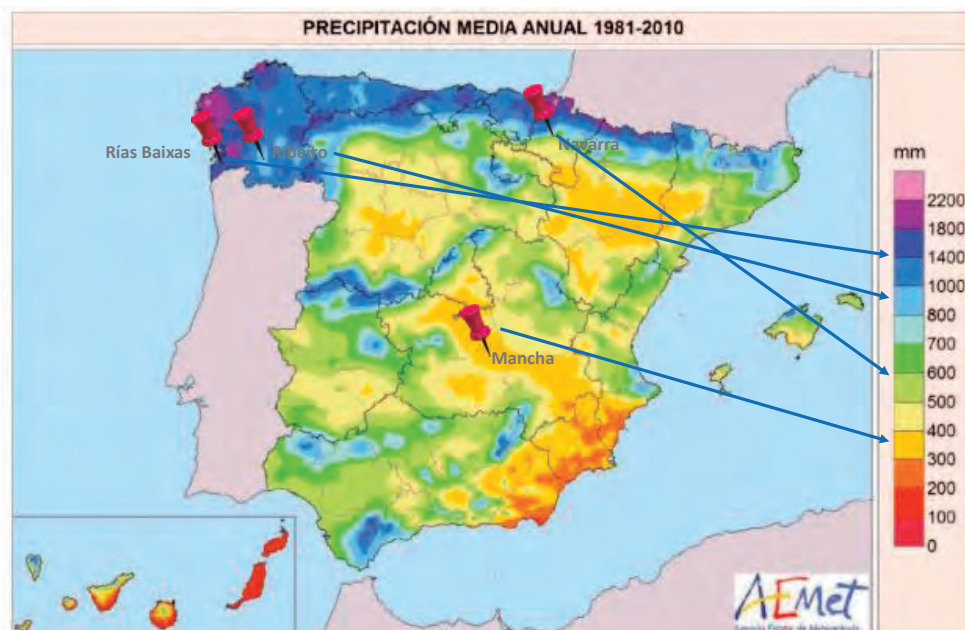 PRECIPITACIÓN MEDIA ANUAL 1981-2010
Rías Baixas
Ribeiro
Navarra
Mancha
mm
2200
1800
1400
1000
800
700
600
500
400
300
200
100
0
AEMet